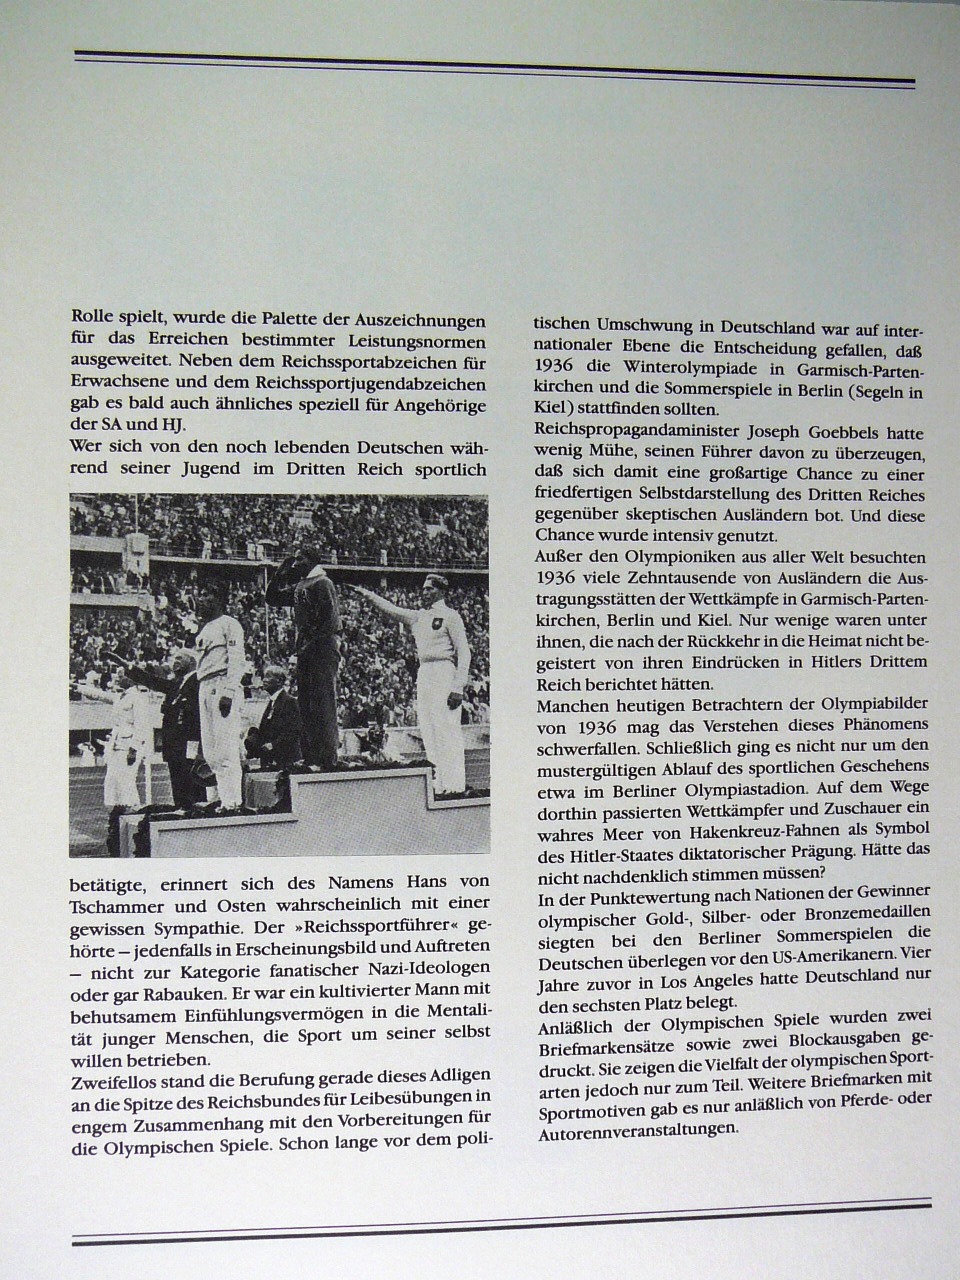 Rolle spielt, wurde die Palette der Auszeichnungen
für das Erreichen bestimmter Leistungsnormen
ausgeweitet. Neben dem Reichssportabzeichen für
Erwachsene und dem Reichssportjugendabzeichen
gab es bald auch ähnliches speziell für Angehörige
der SA und HJ.
Wer sich von den noch lebenden Deutschen wäh-
rend seiner Jugend im Dritten Reich sportlich
betätigte, erinnert sich des Namens Hans von
Tschammer und Osten wahrscheinlich mit einer
gewissen Sympathie. Der »Reichssportführer« ge-
hörte – jedenfalls in Erscheinungsbild und Auftreten
– nicht zur Kategorie fanatischer Nazi-Ideologen
oder gar Rabauken. Er war ein kultivierter Mann mit
behutsamem Einfühlungsvermögen in die Mentali-
tät junger Menschen, die Sport um seiner selbst
willen betrieben.
Zweifellos stand die Berufung gerade dieses Adligen
an die Spitze des Reichsbundes für Leibesübungen in
engem Zusammenhang mit den Vorbereitungen für
die Olympischen Spiele. Schon lange vor dem poli-
tischen Umschwung in Deutschland war auf inter-
nationaler Ebene die Entscheidung gefallen, daß
1936 die Winterolympiade in Garmisch-Parten-
kirchen und die Sommerspiele in Berlin (Segeln in
Kiel) stattfinden sollten.
Reichspropagandaminister Joseph Goebbels hatte
wenig Mühe, seinen Führer davon zu überzeugen,
daß sich damit eine großartige Chance zu einer
friedfertigen Selbstdarstellung des Dritten Reiches
gegenüber skeptischen Ausländern bot. Und diese
Chance wurde intensiv genutzt.
Außer den Olympioniken aus aller Welt besuchten
1936 viele Zehntausende von Ausländern die Aus-
tragungsstätten der Wettkämpfe in Garmisch-Parten-
kirchen, Berlin und Kiel. Nur wenige waren unter
ihnen, die nach der Rückkehr in die Heimat nicht be-
geistert von ihren Eindrücken in Hitlers Drittem
Reich berichtet hätten.
Manchen heutigen Betrachtern der Olympiabilder
von 1936 mag das Verstehen dieses Phänomens
schwerfallen. Schließlich ging es nicht nur um den
mustergültigen Ablauf des sportlichen Geschehens
etwa im Berliner Olympiastadion. Auf dem Wege
dorthin passierten Wettkämpfer und Zuschauer ein
wahres Meer von Hakenkreuz-Fahnen als Symbol
des Hitler-Staates diktatorischer Prägung. Hätte das
nicht nachdenklich stimmen müssen?
In der Punktewertung nach Nationen der Gewinner
olympischer Gold-, Silber- oder Bronzemedaillen
siegten bei den Berliner Sommerspielen die
Deutschen überlegen vor den US-Amerikanern. Vier
Jahre zuvor in Los Angeles hatte Deutschland nur
den sechsten Platz belegt.
Anläßlich der Olympischen Spiele wurden zwei
Briefmarkensätze sowie zwei Blockausgaben ge-
druckt. Sie zeigen die Vielfalt der olympischen Sport-
arten jedoch nur zum Teil. Weitere Briefmarken mit
Sportmotiven gab es nur anläßlich von Pferde- oder
Autorennveranstaltungen.